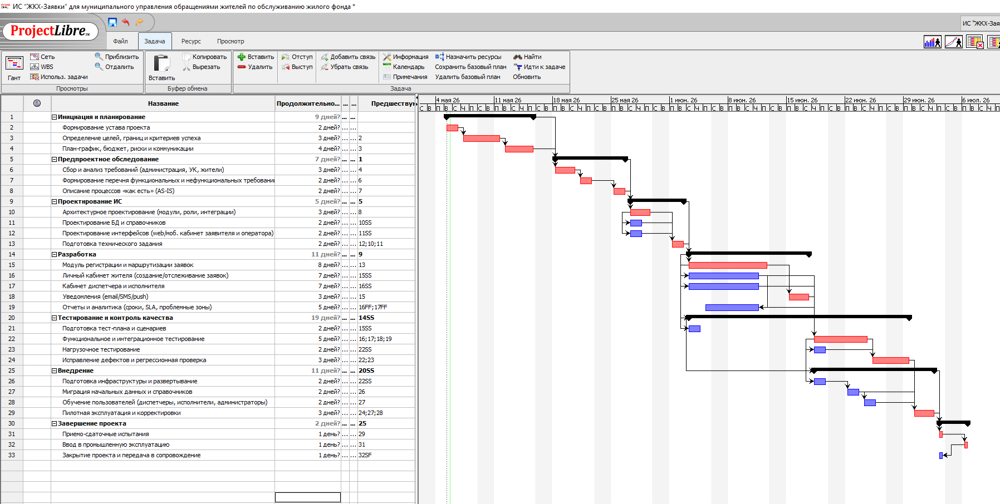 ИС "ЖКХ-Заявки" для муниципального управления обращениями жителей по обслуживанию жилого фонда *
ProjectLibre™
ИС "ЖКХ-Зая
Файл Задача Ресурс Просмотр
Гант
Сеть
WBS
Использ. задачи
Приблизить
Отдалить
Просмотры
Вставить
Копировать
Вырезать
Буфер обмена
Вставить
Удалить
Отступ
Выступ
Добавить связь
Убрать связь
Информация
Календарь
Примечания
Назначить ресурсы
Сохранить базовый план
Удалить базовый план
Найти
Идти к задаче
Обновить
Задача
Название Продолжительно... ... ... Предшествун
4 мая 26 11 мая 26 18 мая 26 25 мая 26 1 июн. 26 8 июн. 26 15 июн. 26 22 июн. 26 29 июн. 26 6 июл. 26
С В П В С Ч П С В П В С Ч П С В П В С Ч П С В П В С Ч П С В П В С Ч П С В П В С Ч П С В П В С Ч П С В П В С Ч П С В П В С Ч П С В П В С Ч П
1 Инициация и планирование 9 дней? ... ...
2 Формирование устава проекта 2 дней? ... ...
3 Определение целей, границ и критериев успеха 3 дней? ... ... 2
4 План-график, бюджет, риски и коммуникации 4 дней? ... ... 3
5 Предпроектное обследование 7 дней? ... ... 1
6 Сбор и анализ требований (администрация, УК, жители) 3 дней? ... ... 4
7 Формирование перечня функциональных и нефункциональных требовани 2 дней? ... ... 6
8 Описание процессов «как есть» (AS-IS) 2 дней? ... ... 7
9 Проектирование ИС 5 дней? ... ... 5
10 Архитектурное проектирование (модули, роли, интеграции) 3 дней? ... ... 8
11 Проектирование БД и справочников 2 дней? ... ... 10SS
12 Проектирование интерфейсов (web/моб. кабинет заявителя и оператора) 2 дней? ... ... 11SS
13 Подготовка технического задания 2 дней? ... ... 12;10;11
14 Разработка 11 дней? ... ... 9
15 Модуль регистрации и маршрутизации заявок 8 дней? ... ... 13
16 Личный кабинет жителя (создание/отслеживание заявок) 7 дней? ... ... 15SS
17 Кабинет диспетчера и исполнителя 7 дней? ... ... 16SS
18 Уведомления (email/SMS/push) 3 дней? ... ... 15
19 Отчеты и аналитика (сроки, SLA, проблемные зоны) 5 дней? ... ... 16FF;17FF
20 Тестирование и контроль качества 19 дней? ... ... 14SS
21 Подготовка тест-плана и сценариев 2 дней? ... ... 15SS
22 Функциональное и интеграционное тестирование 5 дней? ... ... 16;17;18;19
23 Нагрузочное тестирование 2 дней? ... ... 22SS
24 Исправление дефектов и регрессионная проверка 3 дней? ... ... 22;23
25 Внедрение 11 дней? ... ... 20SS
26 Подготовка инфраструктуры и развертывание 2 дней? ... ... 22SS
27 Миграция начальных данных и справочников 2 дней? ... ... 26
28 Обучение пользователей (диспетчеры, исполнители, администраторы) 2 дней? ... ... 27
29 Пилотная эксплуатация и корректировки 3 дней? ... ... 24;27;28
30 Завершение проекта 2 дней? ... ... 25
31 Приемо-сдаточные испытания 1 день? ... ... 29
32 Ввод в промышленную эксплуатацию 1 день? ... ... 31
33 Закрытие проекта и передача в сопровождение 1 день? ... ... 32SF